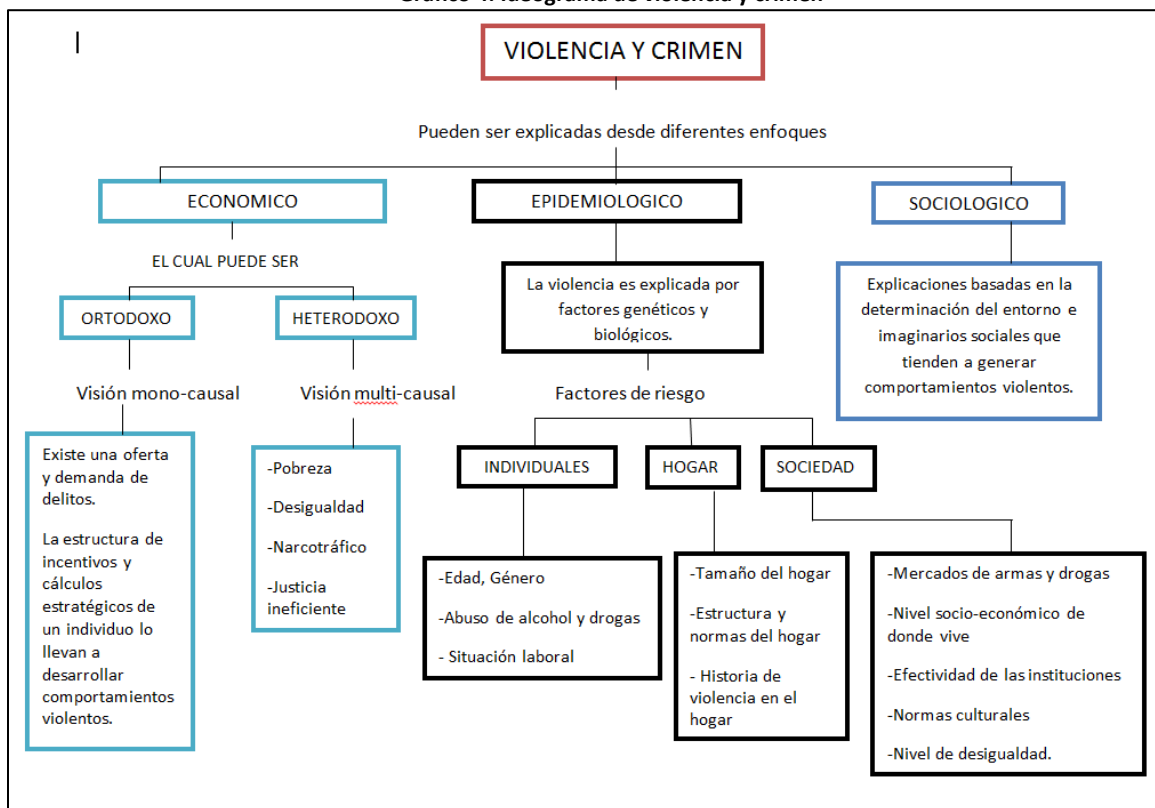 VIOLENCIA Y CRIMEN
Pueden ser explicadas desde diferentes enfoques
ECONOMICO
EPIDEMIOLOGICO
SOCIOLOGICO
EL CUAL PUEDE SER
ORTODOXO
HETERODOXO
Visión mono-causal
Visión multi-causal
Existe una oferta
y demanda de
delitos.
La estructura de
incentivos y
cálculos
estratégicos de
un individuo lo
llevan a
desarrollar
comportamientos
violentos.
-Pobreza
-Desigualdad
-Narcotráfico
-Justicia
ineficiente
La violencia es explicada por
factores genéticos y
biológicos.
Factores de riesgo
INDIVIDUALES
HOGAR
SOCIEDAD
-Edad, Género
-Abuso de alcohol y drogas
- Situación laboral
-Tamaño del hogar
-Estructura y
normas del hogar
- Historia de
violencia en el
hogar
-Mercados de armas y drogas
-Nivel socio-económico de
donde vive
-Efectividad de las instituciones
-Normas culturales
-Nivel de desigualdad.
Explicaciones basadas en la
determinación del entorno e
imaginarios sociales que
tienden a generar
comportamientos violentos.